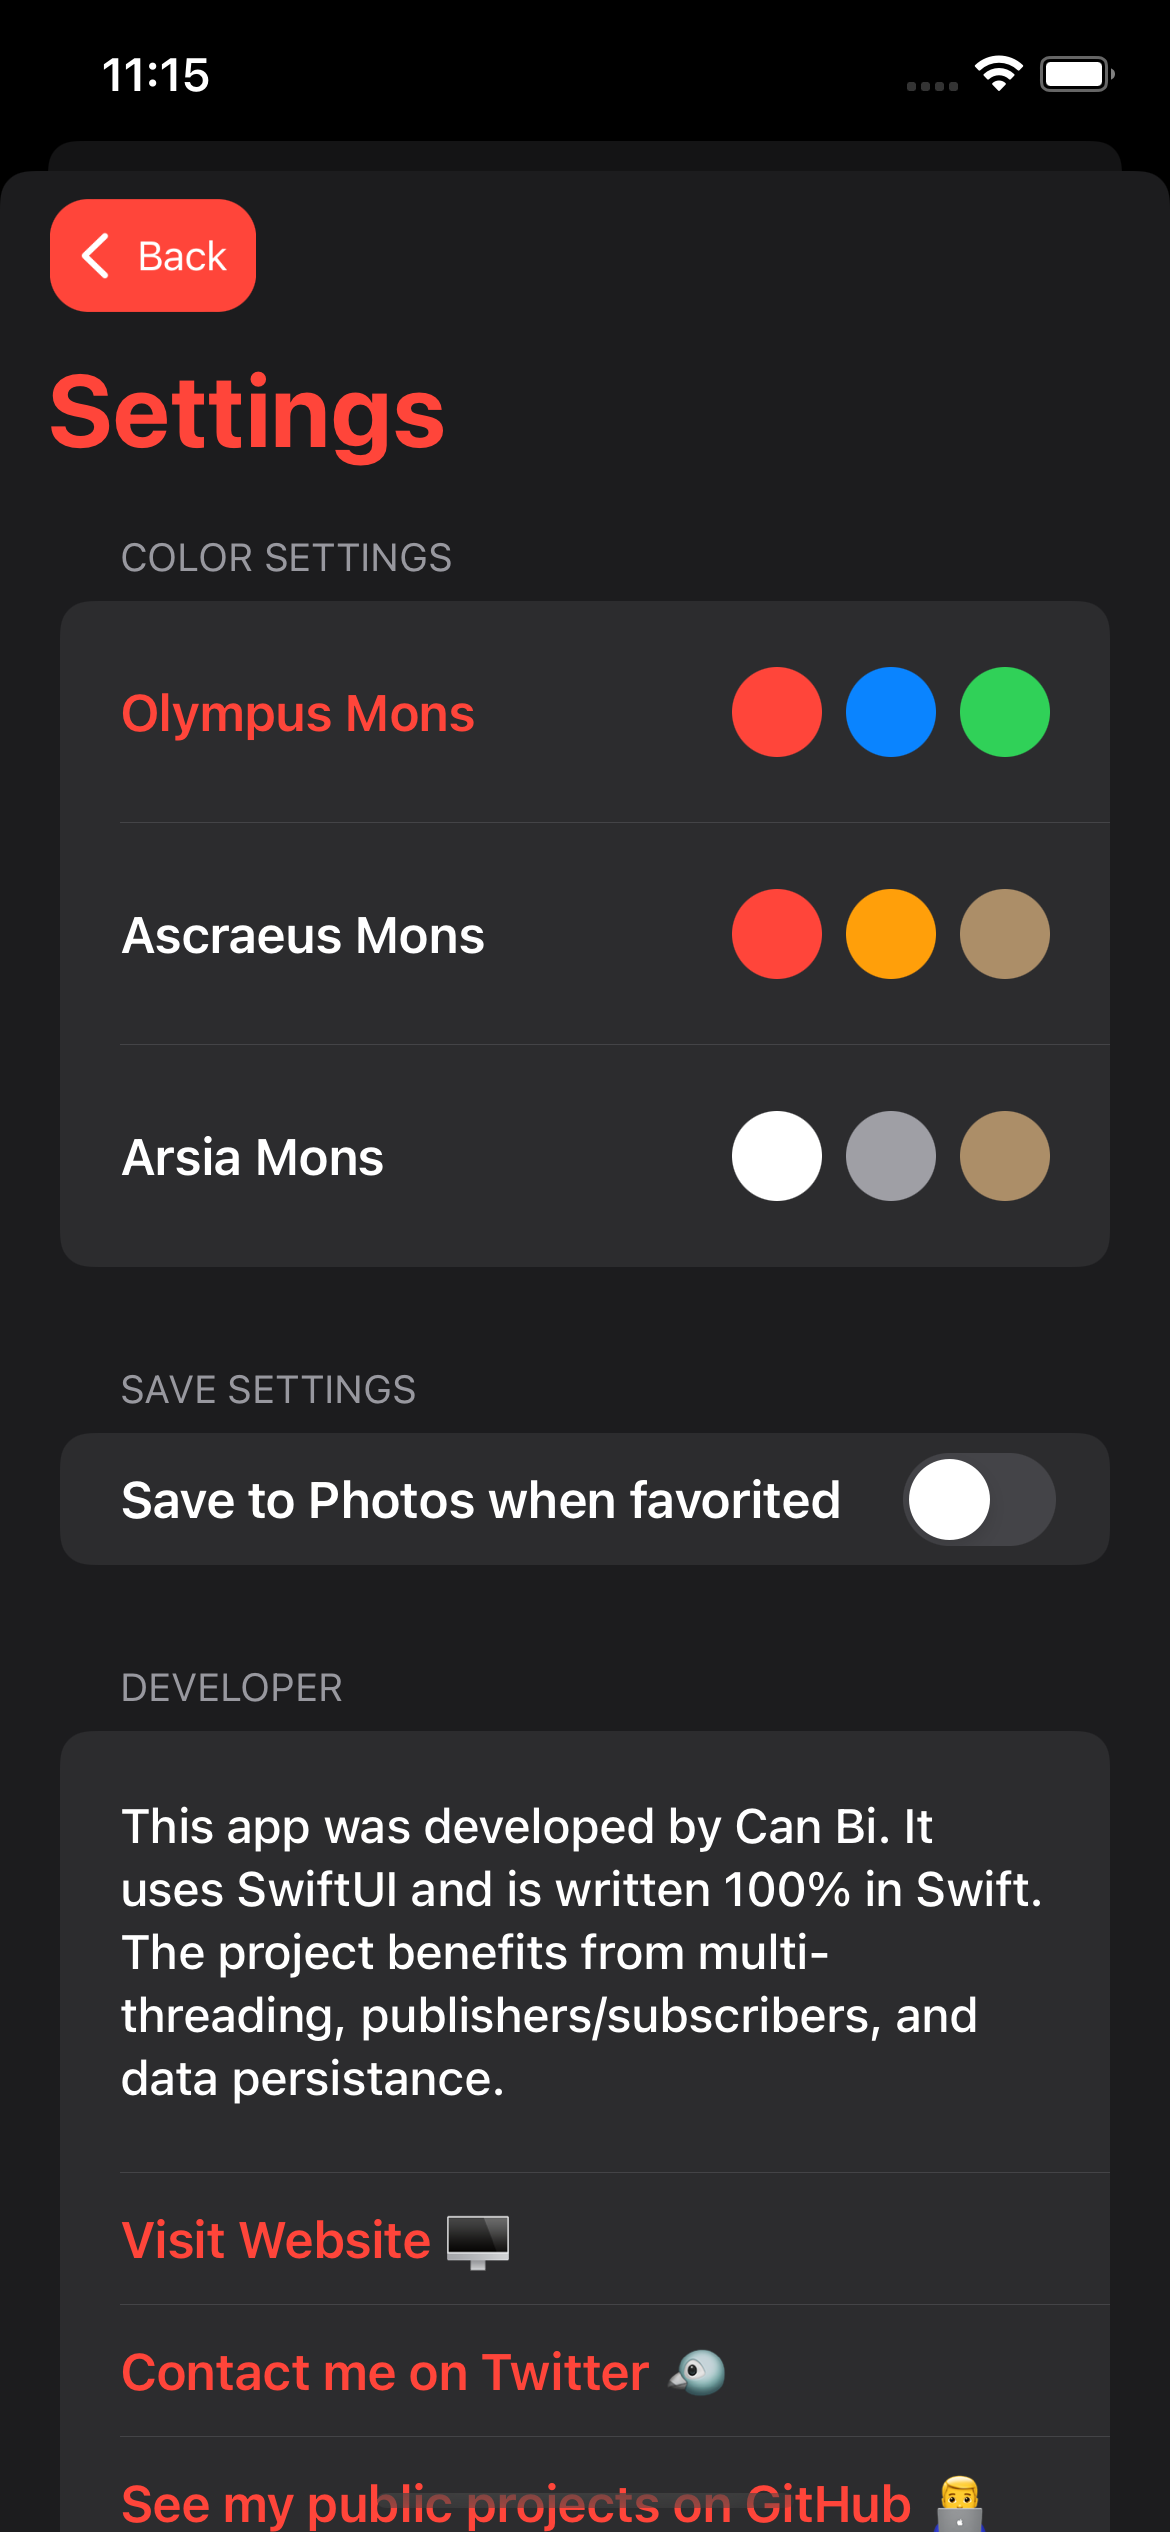 11:15
Back
Settings
COLOR SETTINGS
Olympus Mons
Ascraeus Mons
Arsia Mons
SAVE SETTINGS
Save to Photos when favorited
DEVELOPER
This app was developed by Can Bi. It
uses SwiftUI and is written 100% in Swift.
The project benefits from multi-
threading, publishers/subscribers, and
data persistance.
Visit Website 🖥
Contact me on Twitter 🐦
See my public projects on GitHub 👨‍💻